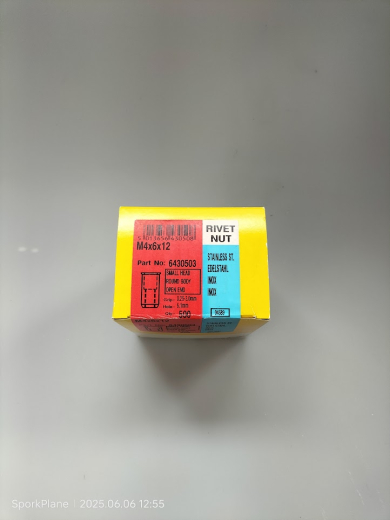 M4x6x12
Part No: 6430503
SMALL HEAD
ROUND BODY
OPEN END
500
RIVET
NUT
STAINLESS ST.
EDELSTAHL
INOX
INOX
SporkPlane | 2025.06.06 12:55